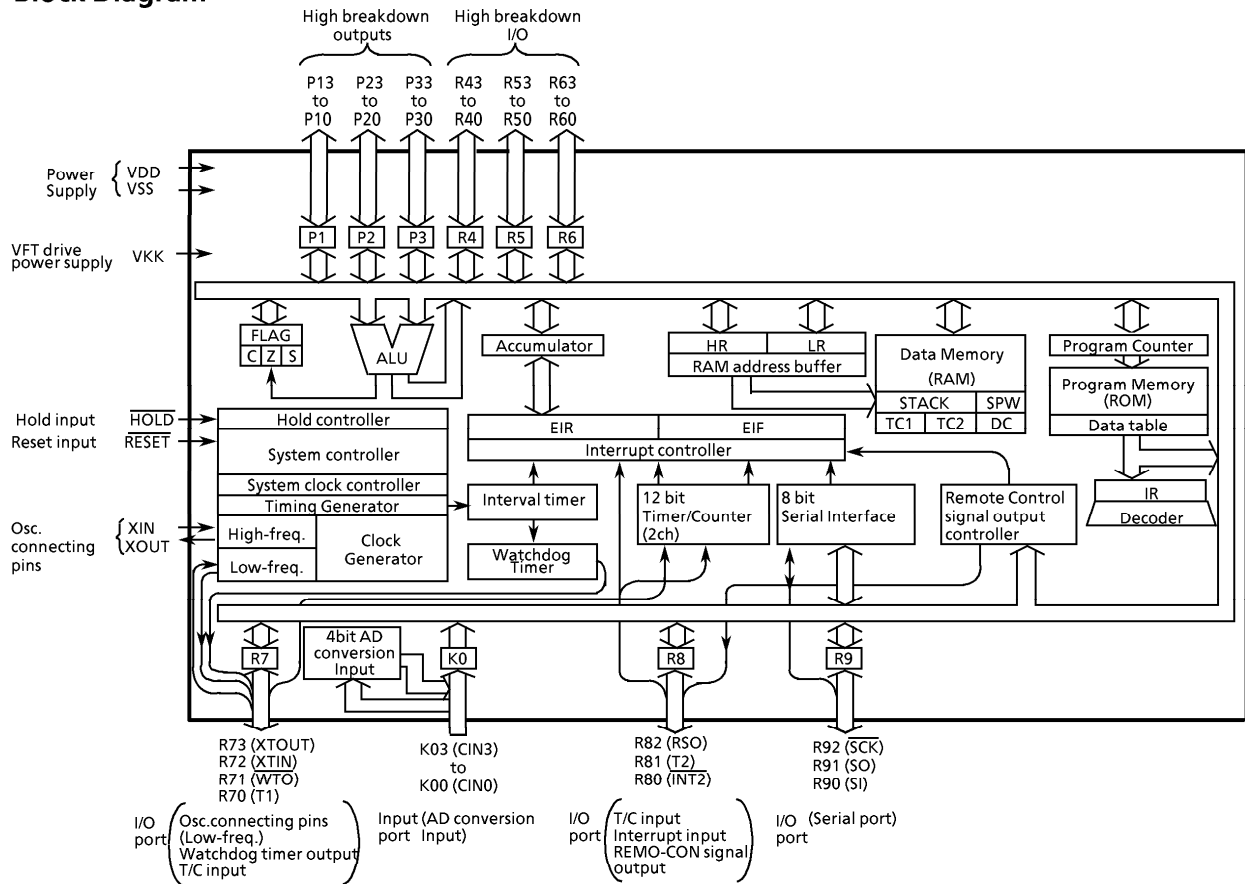 Block Diagram
High breakdown outputs
High breakdown I/O
P13 to P10
P23 to P20
P33 to P30
R43 to R40
R53 to R50
R63 to R60
Power Supply
VDD
VSS
VFT drive power supply
VKK
P1
P2
P3
R4
R5
R6
FLAG
C Z S
ALU
Accumulator
HR
LR
RAM address buffer
Data Memory (RAM)
STACK
SPW
TC1
TC2
DC
Program Counter
Program Memory (ROM)
Data table
IR
Decoder
Hold input
HOLD
Reset input
RESET
Hold controller
System controller
System clock controller
Timing Generator
High-freq.
Low-freq.
Clock Generator
Osc. connecting pins
XIN
XOUT
EIR
EIF
Interrupt controller
Interval timer
Watchdog Timer
12 bit Timer/Counter (2ch)
8 bit Serial Interface
Remote Control signal output controller
R7
4bit AD conversion Input
K0
R8
R9
R73 (XTOUT)
R72 (XTIN)
R71 (WTO)
R70 (T1)
K03 (CIN3)
to
K00 (CIN0)
R82 (RSO)
R81 (T2)
R80 (INT2)
R92 (SCK)
R91 (SO)
R90 (SI)
I/O port
Osc.connecting pins
(Low-freq.)
Watchdog timer output
T/C input
Input (AD conversion
port Input)
I/O port
T/C input
Interrupt input
REMO-CON signal
output
I/O (Serial port)
port